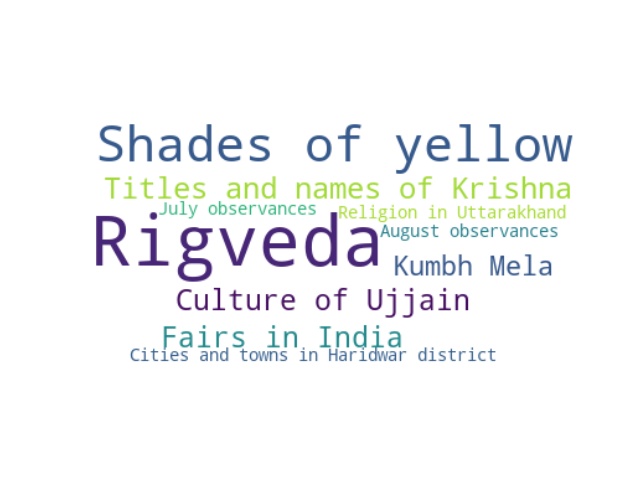 Shades of yellow
Titles and names of Krishna
July observances
Religion in Uttarakhand
Rigveda
August observances
Kumbh Mela
Culture of Ujjain
Fairs in India
Cities and towns in Haridwar district